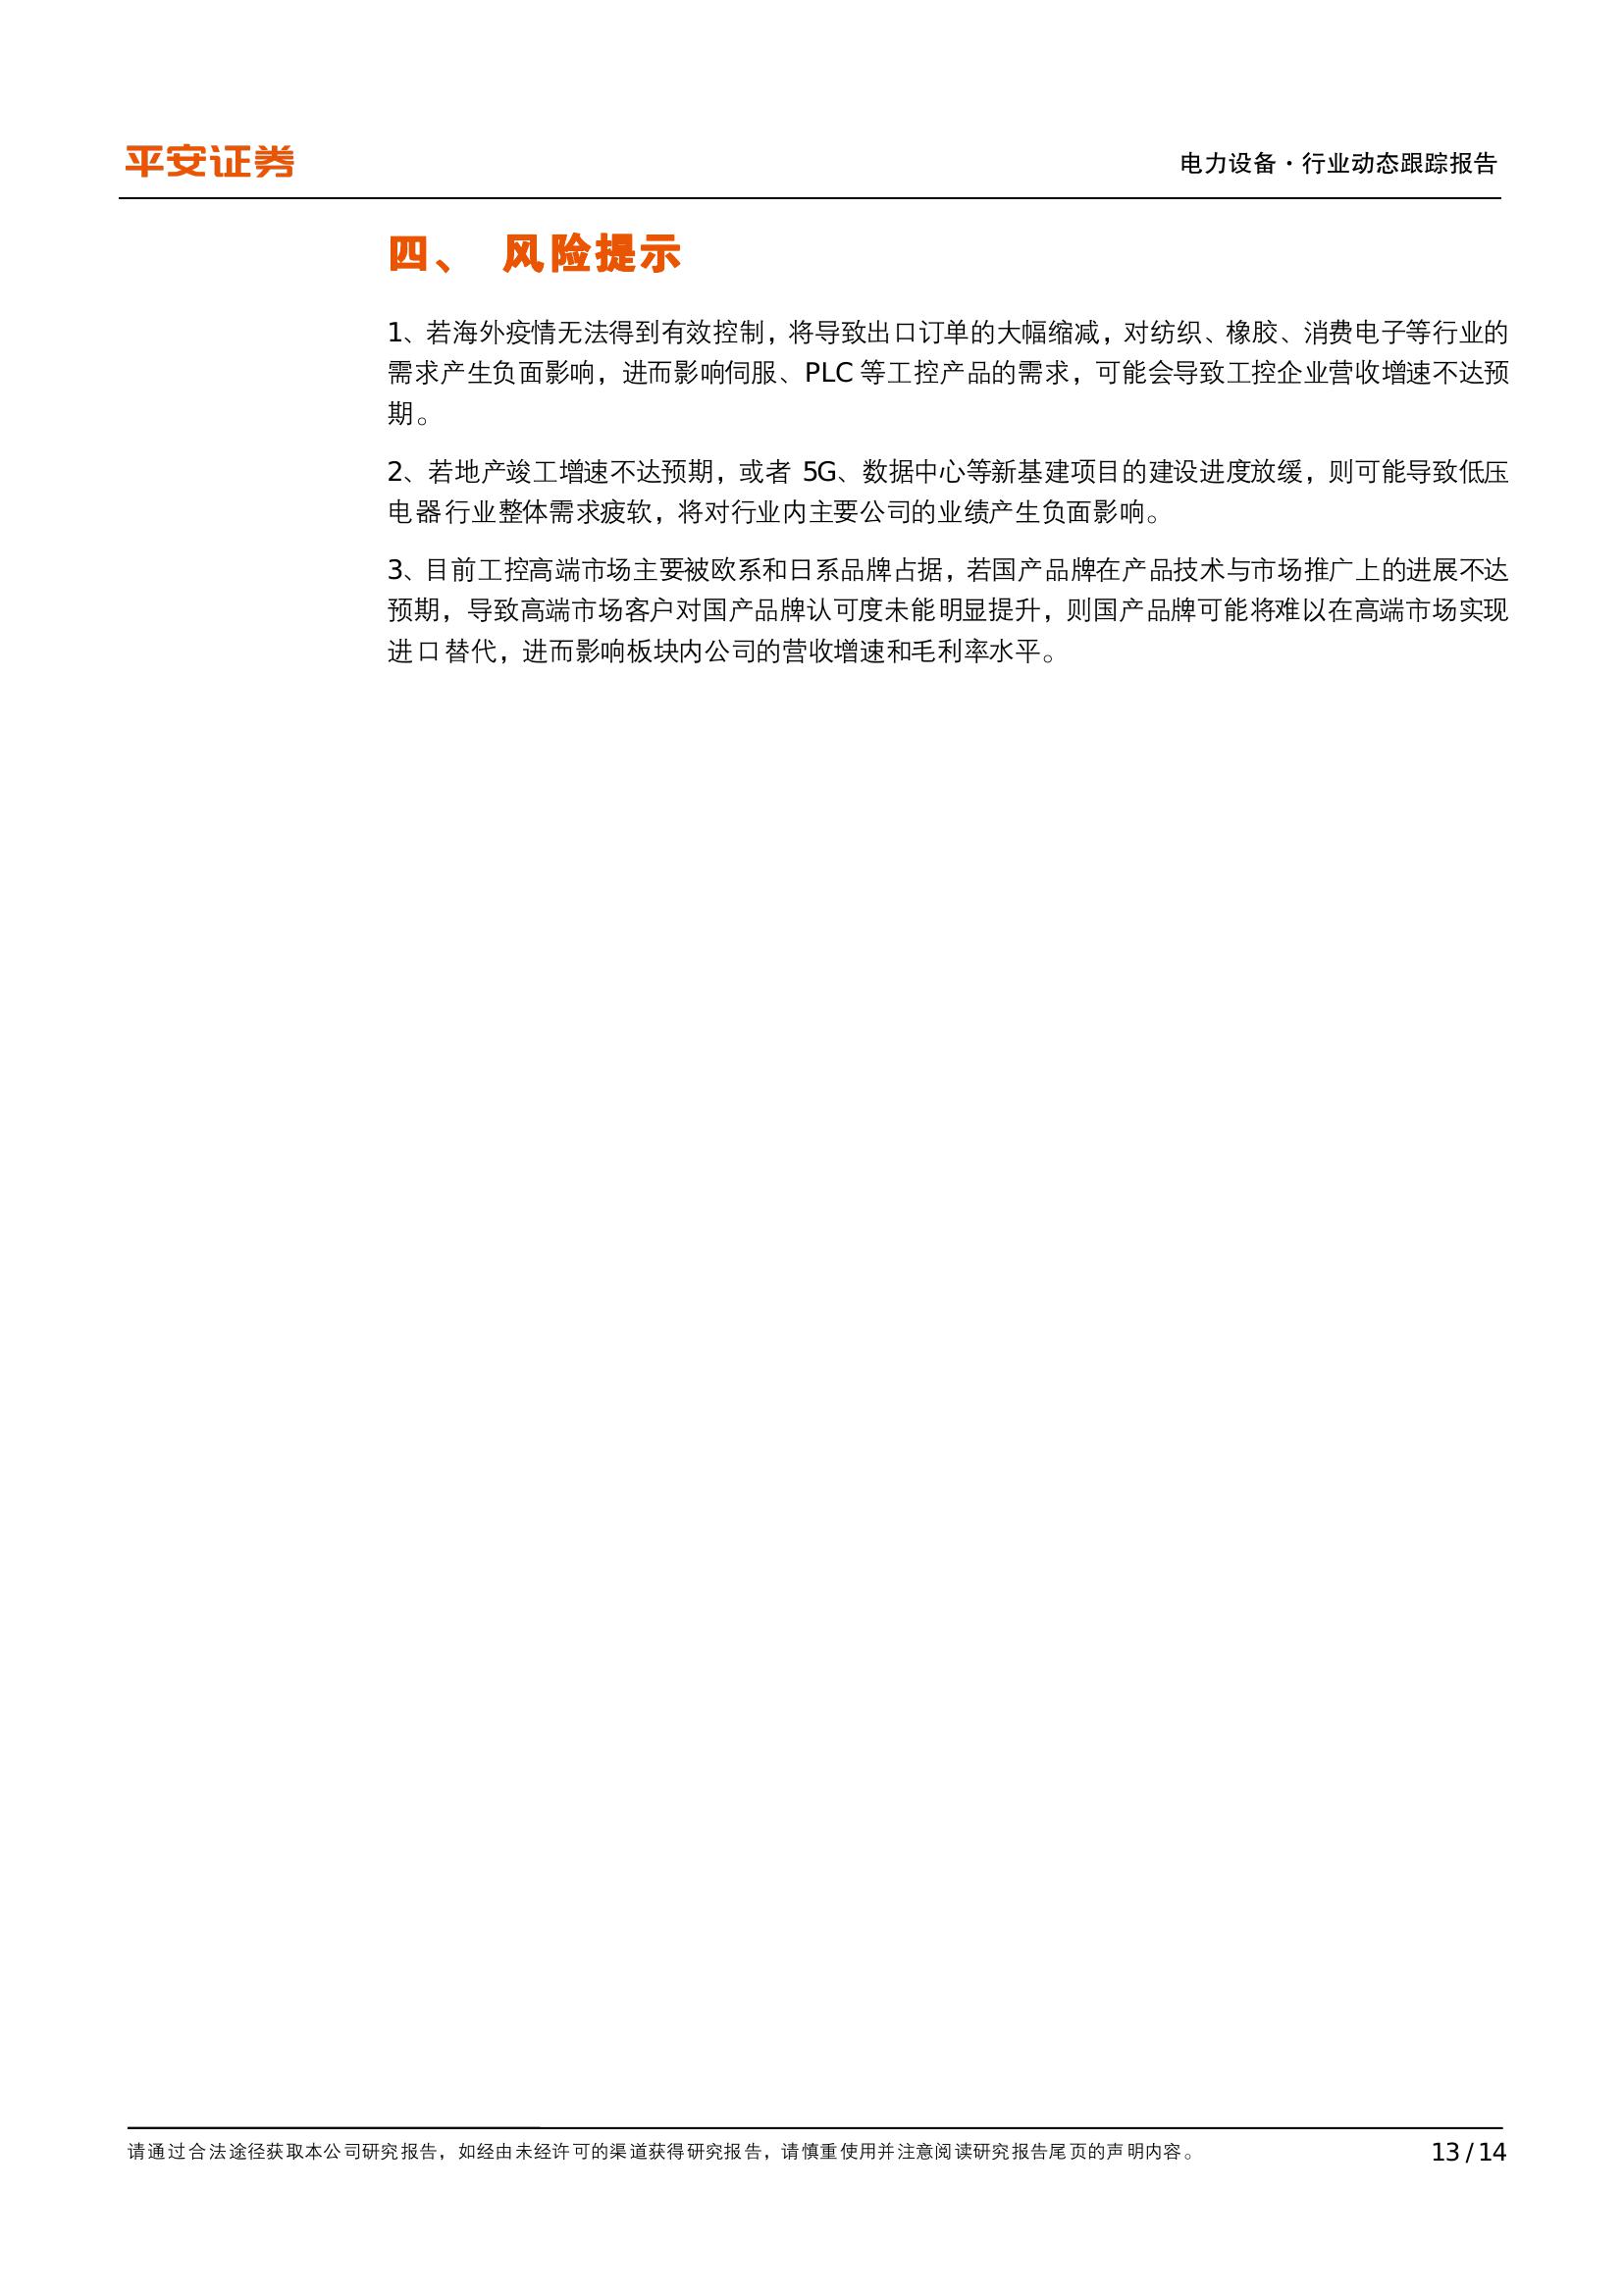 平安证券
电力设备·行业动态跟踪报告
四、 风险提示
1、若海外疫情无法得到有效控制，将导致出口订单的大幅缩减，对纺织、橡胶、消费电子等行业的
需求产生负面影响，进而影响伺服、PLC 等工控产品的需求，可能会导致工控企业营收增速不达预
期。
2、若地产竣工增速不达预期，或者 5G、数据中心等新基建项目的建设进度放缓，则可能导致低压
电器行业整体需求疲软，将对行业内主要公司的业绩产生负面影响。
3、目前工控高端市场主要被欧系和日系品牌占据，若国产品牌在产品技术与市场推广上的进展不达
预期，导致高端市场客户对国产品牌认可度未能明显提升，则国产品牌可能将难以在高端市场实现
进口替代，进而影响板块内公司的营收增速和毛利率水平。
请通过合法途径获取本公司研究报告，如经由未经许可的渠道获得研究报告，请慎重使用并注意阅读研究报告尾页的声明内容。
13 / 14